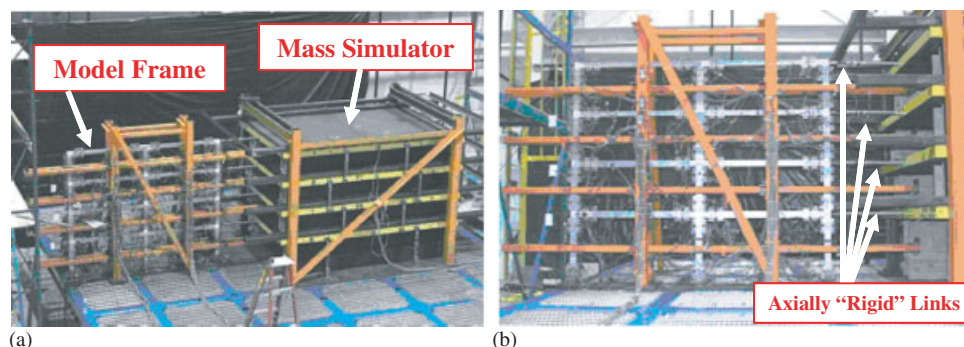 Model Frame
Mass Simulator
Axially “Rigid” Links
(a)
(b)